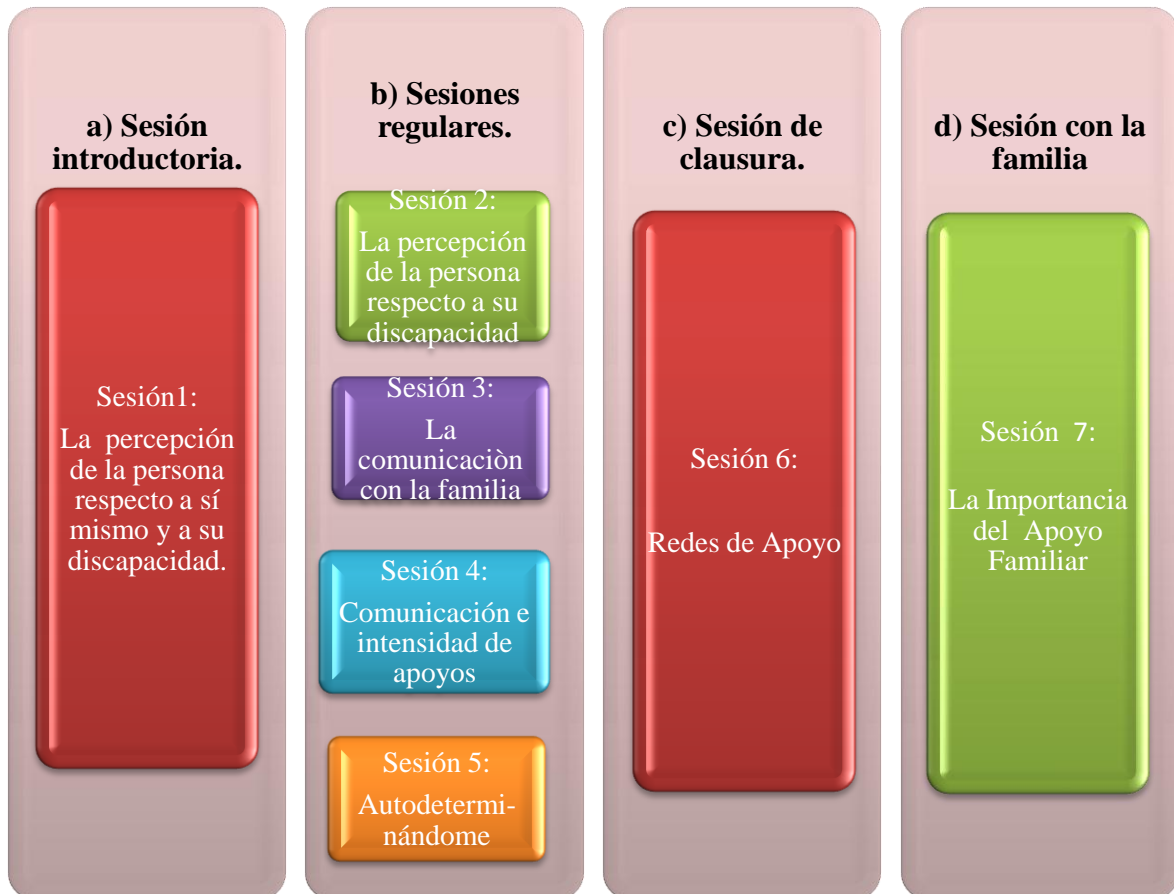 a) Sesión
introductoria.
Sesión1:
La percepción
de la persona
respecto a sí
mismo y a su
discapacidad.
b) Sesiones
regulares.
Sesión 2:
La percepción
de la persona
respecto a su
discapacidad
Sesión 3:
La
comunicaciòn
con la familia
Sesión 4:
Comunicación e
intensidad de
apoyos
Sesión 5:
Autodetermi-
nándome
c) Sesión de
clausura.
Sesión 6:
Redes de Apoyo
d) Sesión con la
familia
Sesión 7:
La Importancia
del Apoyo
Familiar